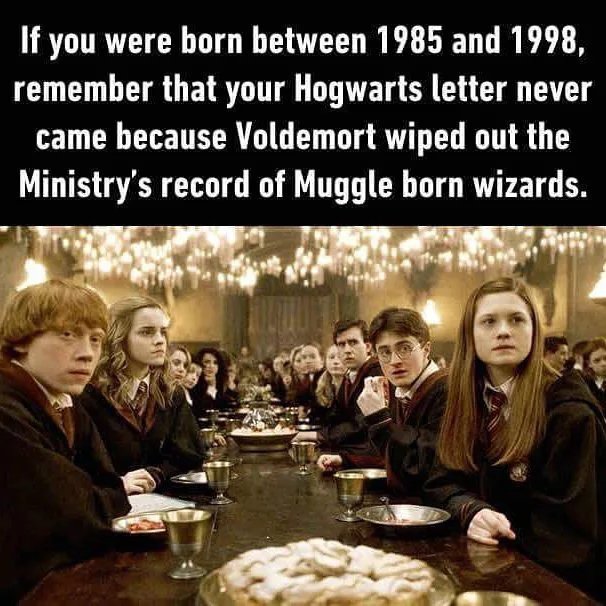 If you were born between 1985 and 1998,
remember that your Hogwarts letter never
came because Voldemort wiped out the
Ministry’s record of Muggle born wizards.